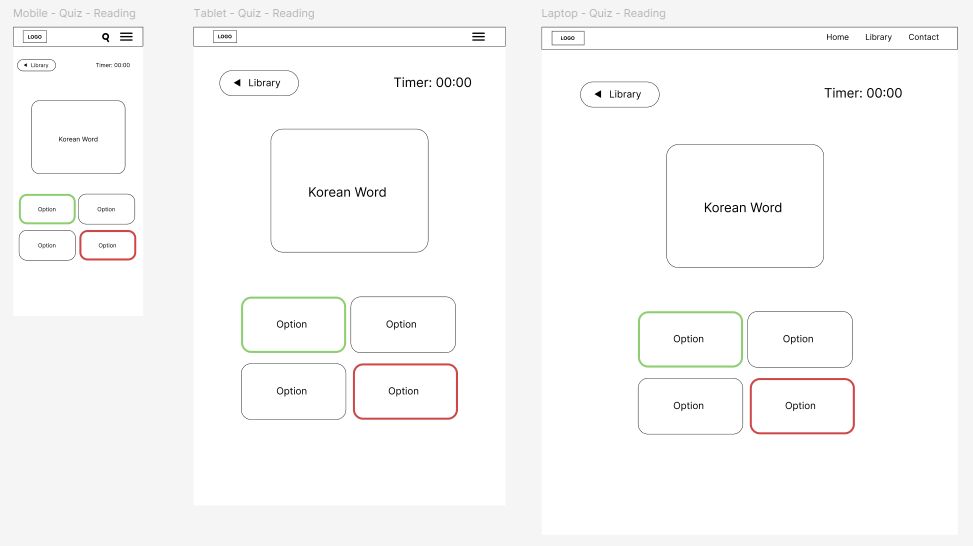 Mobile - Quiz - Reading
LOGO
Library
Timer: 00:00
Korean Word
Option
Option
Option
Option
Tablet - Quiz - Reading
LOGO
Library
Timer: 00:00
Korean Word
Option
Option
Option
Option
Laptop - Quiz - Reading
LOGO
Home
Library
Contact
Library
Timer: 00:00
Korean Word
Option
Option
Option
Option